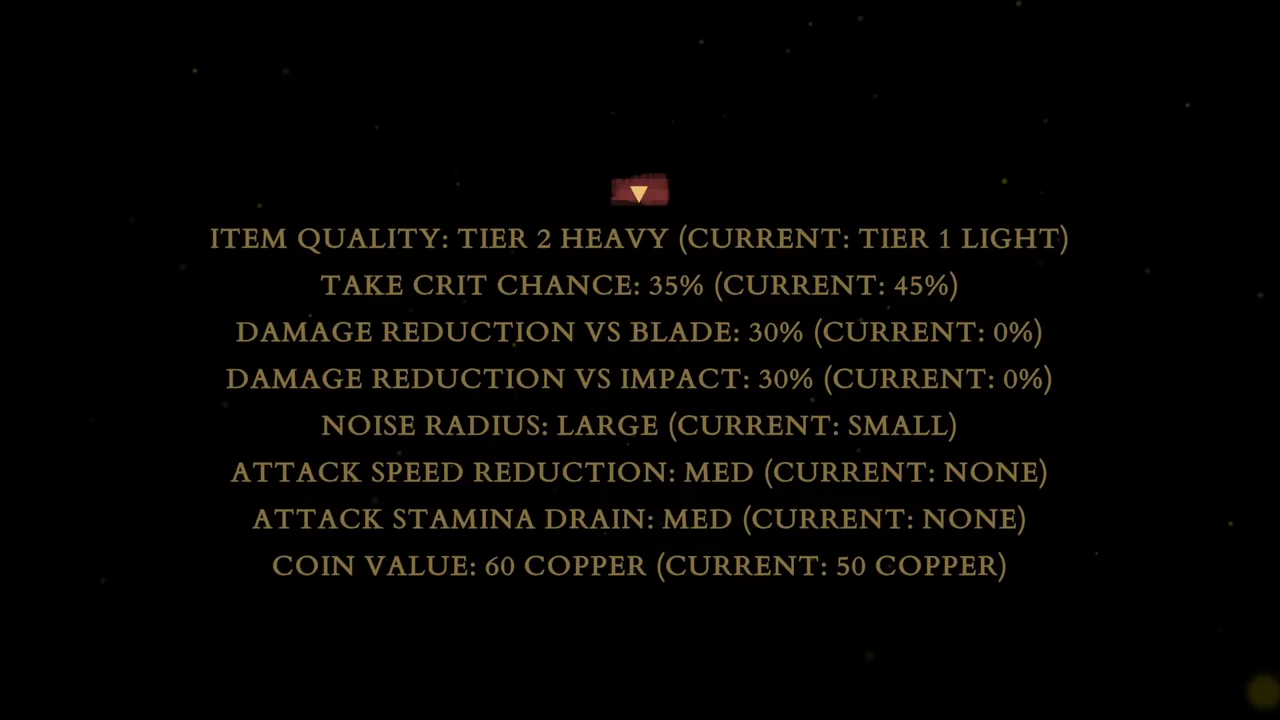 ITEM QUALITY: TIER 2 HEAVY (CURRENT: TIER 1 LIGHT)
TAKE CRIT CHANCE: 35% (CURRENT: 45%)
DAMAGE REDUCTION VS BLADE: 30% (CURRENT: 0%)
DAMAGE REDUCTION VS IMPACT: 30% (CURRENT: 0%)
NOISE RADIUS: LARGE (CURRENT: SMALL)
ATTACK SPEED REDUCTION: MED (CURRENT: NONE)
ATTACK STAMINA DRAIN: MED (CURRENT: NONE)
COIN VALUE: 60 COPPER (CURRENT: 50 COPPER)